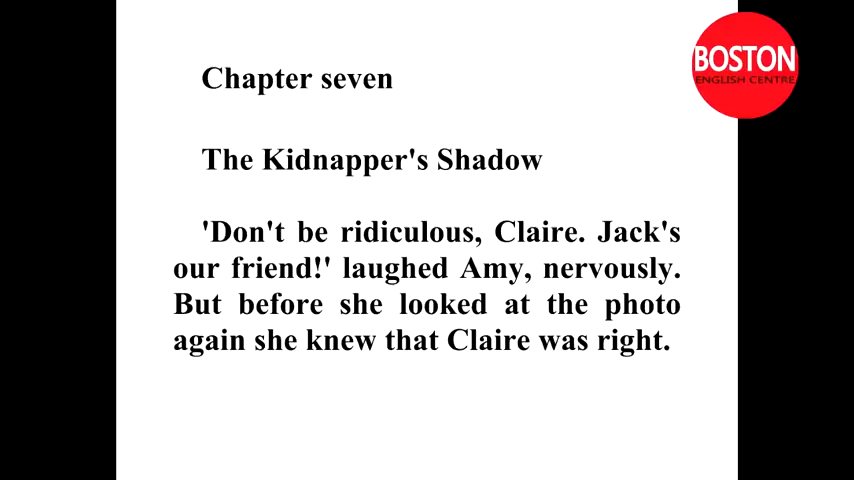 BOSTON
ENGLISH CENTRE
Chapter seven
The Kidnapper's Shadow
'Don't be ridiculous, Claire. Jack's
our friend!' laughed Amy, nervously.
But before she looked at the photo
again she knew that Claire was right.